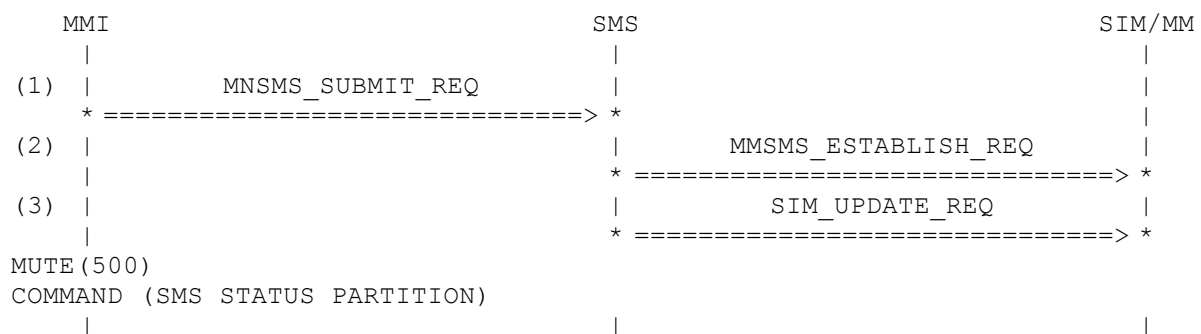 MMI SMS SIM/MM
| | |
(1) | MNSMS_SUBMIT_REQ | |
* ==============================> * |
(2) | | MMSMS_ESTABLISH_REQ |
| * ==============================> *
(3) | | SIM_UPDATE_REQ |
| * ==============================> *
MUTE(500)
COMMAND (SMS STATUS PARTITION)
| | |